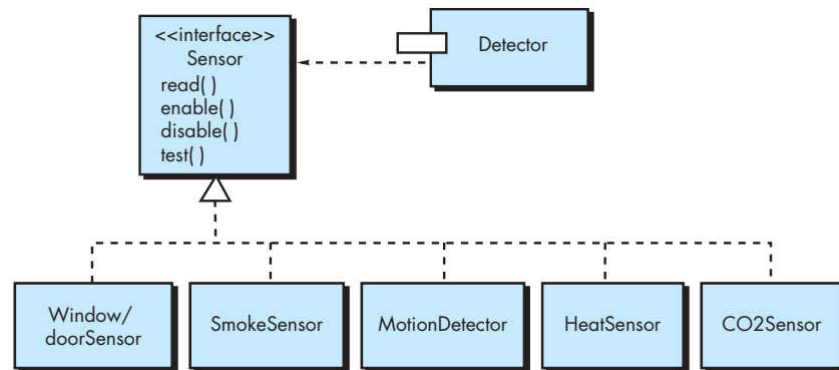 <<interface>>
Sensor
read( )
enable( )
disable( )
test( )
Detector
Window/
doorSensor
SmokeSensor
MotionDetector
HeatSensor
CO2Sensor